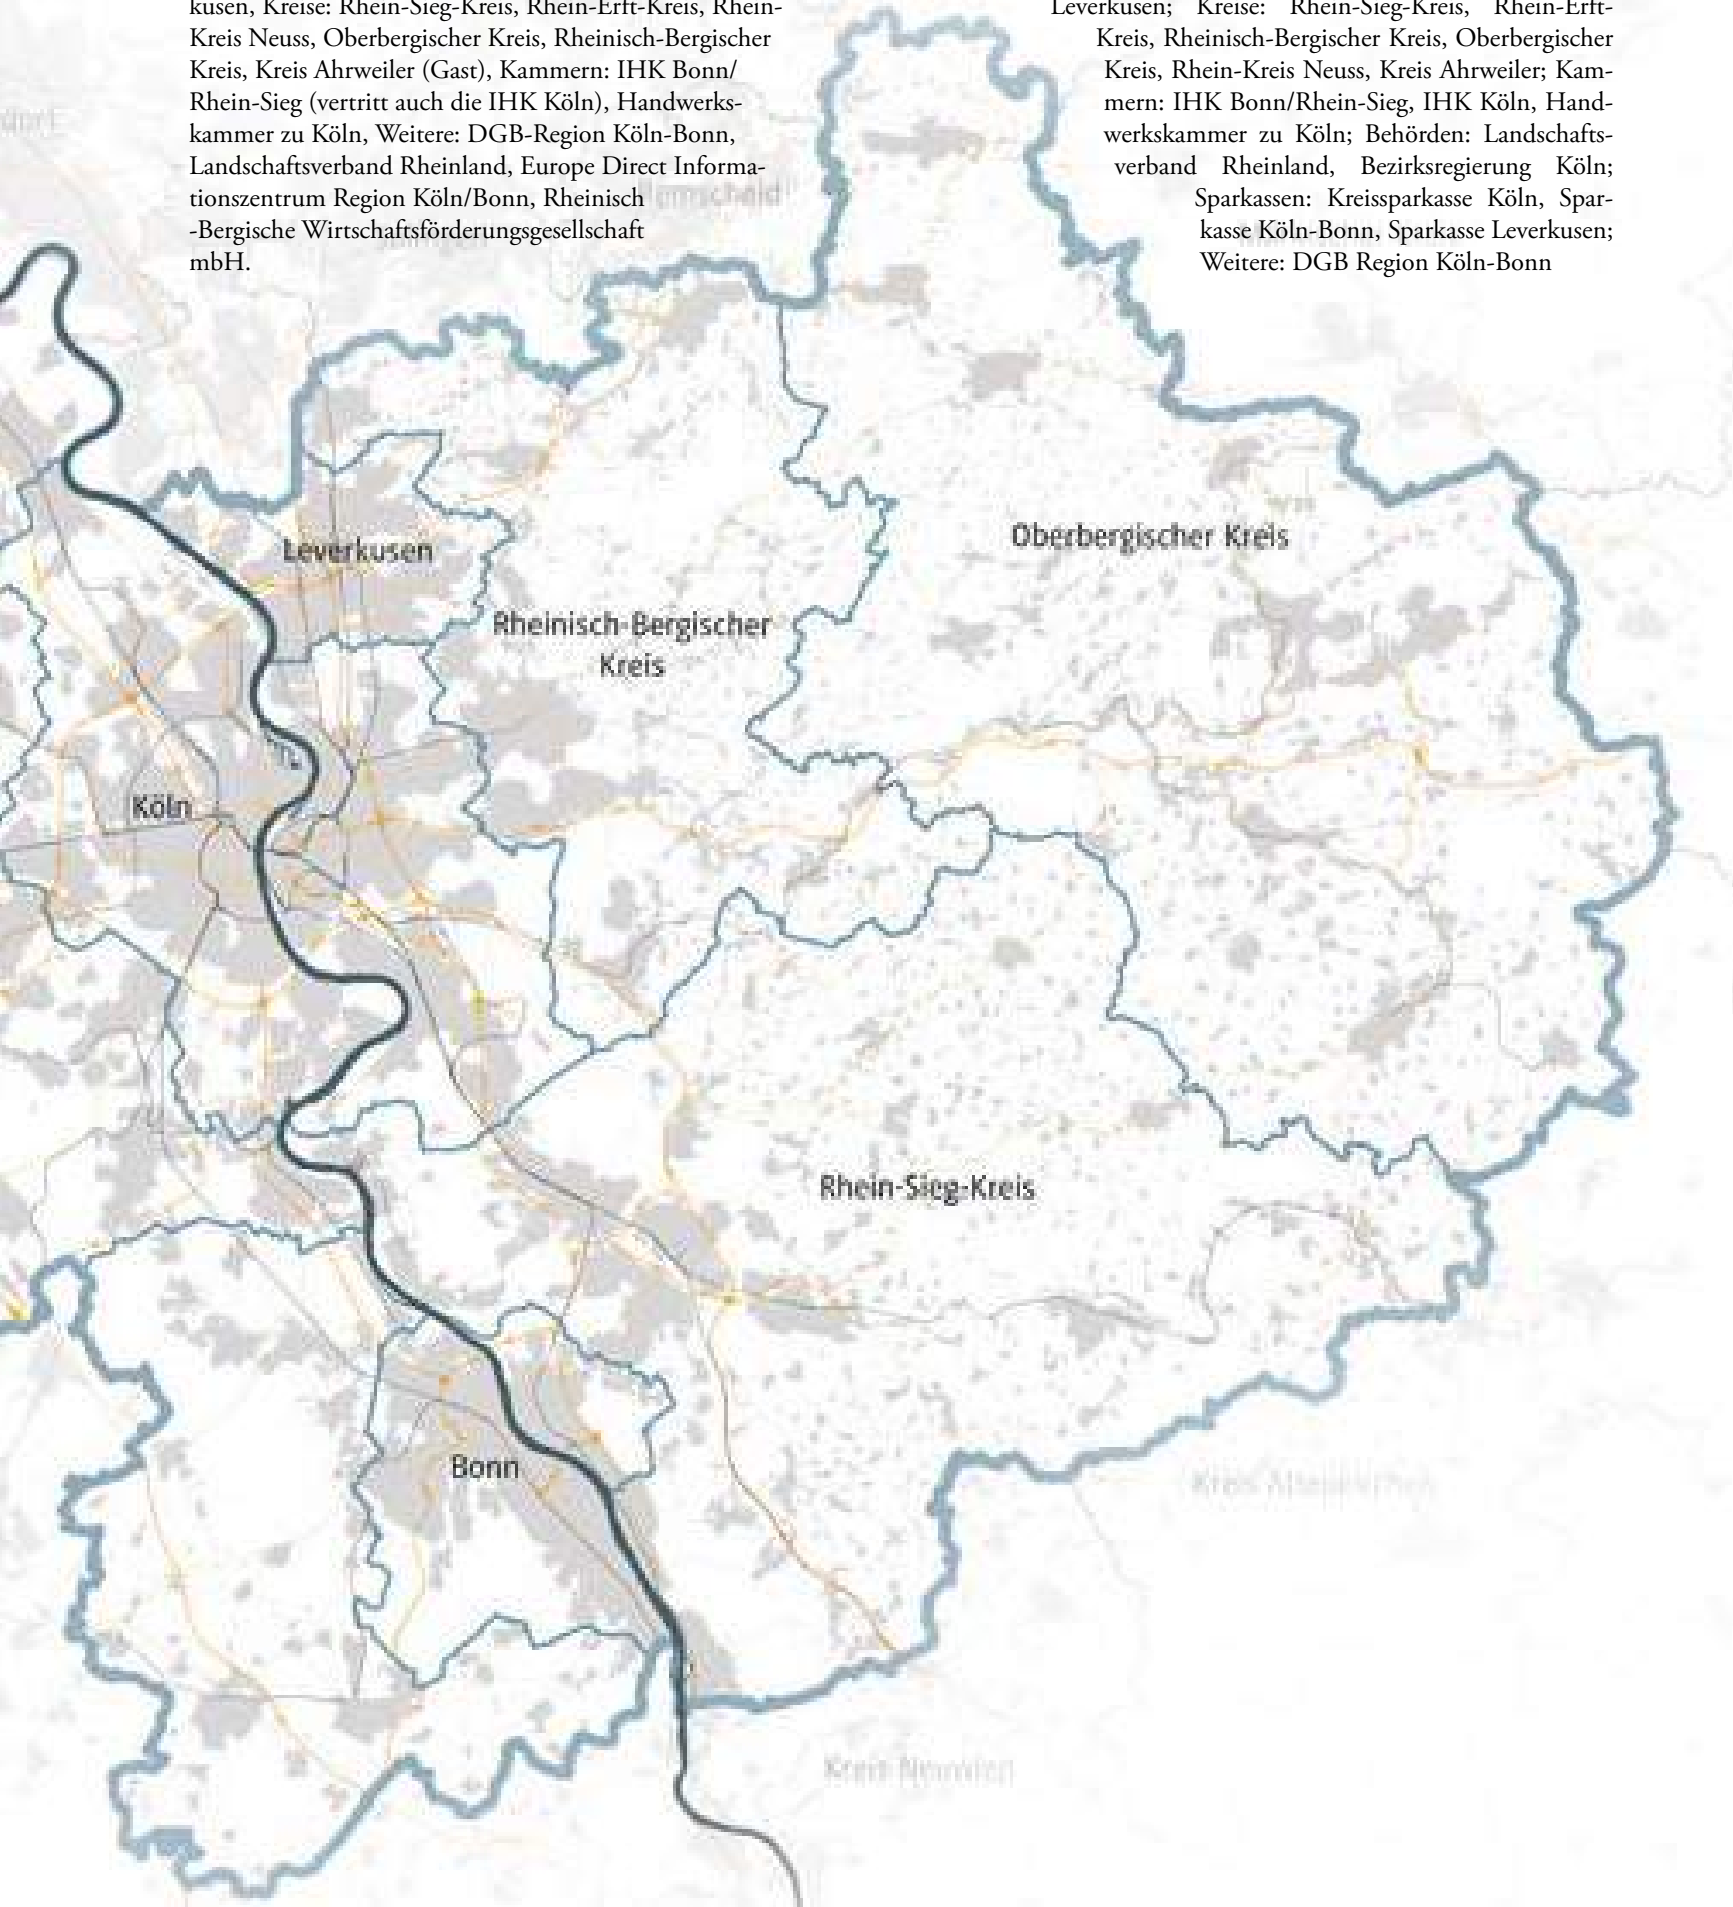 kusen, Kreise: Rhein-Sieg-Kreis, Rhein-Erft-Kreis, Rhein-
Kreis Neuss, Oberbergischer Kreis, Rheinisch-Bergischer
Kreis, Kreis Ahrweiler (Gast), Kammern: IHK Bonn/
Rhein-Sieg (vertritt auch die IHK Köln), Handwerks-
kammer zu Köln, Weitere: DGB-Region Köln-Bonn,
Landschaftsverband Rheinland, Europe Direct Informa-
tionszentrum Region Köln/Bonn, Rheinisch
-Bergische Wirtschaftsförderungsgesellschaft
mbH.
Leverkusen; Kreise: Rhein-Sieg-Kreis, Rhein-Erft-
Kreis, Rheinisch-Bergischer Kreis, Oberbergischer
Kreis, Rhein-Kreis Neuss, Kreis Ahrweiler; Kam-
mern: IHK Bonn/Rhein-Sieg, IHK Köln, Hand-
werkskammer zu Köln; Behörden: Landschafts-
verband Rheinland, Bezirksregierung Köln;
Sparkassen: Kreissparkasse Köln, Spar-
kasse Köln-Bonn, Sparkasse Leverkusen;
Weitere: DGB Region Köln-Bonn
Remscheid
Leverkusen
Oberbergischer Kreis
Rheinisch-Bergischer
Kreis
Köln
Rhein-Sieg-Kreis
Bonn
Kreis Altenkirchen
Kreis Neuwied